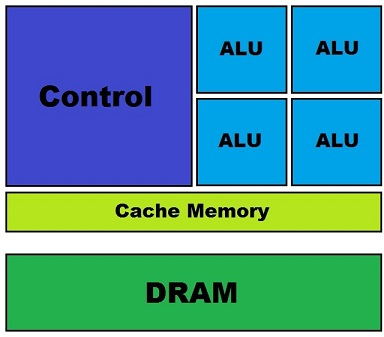 Control
ALU
ALU
ALU
ALU
Cache Memory
DRAM